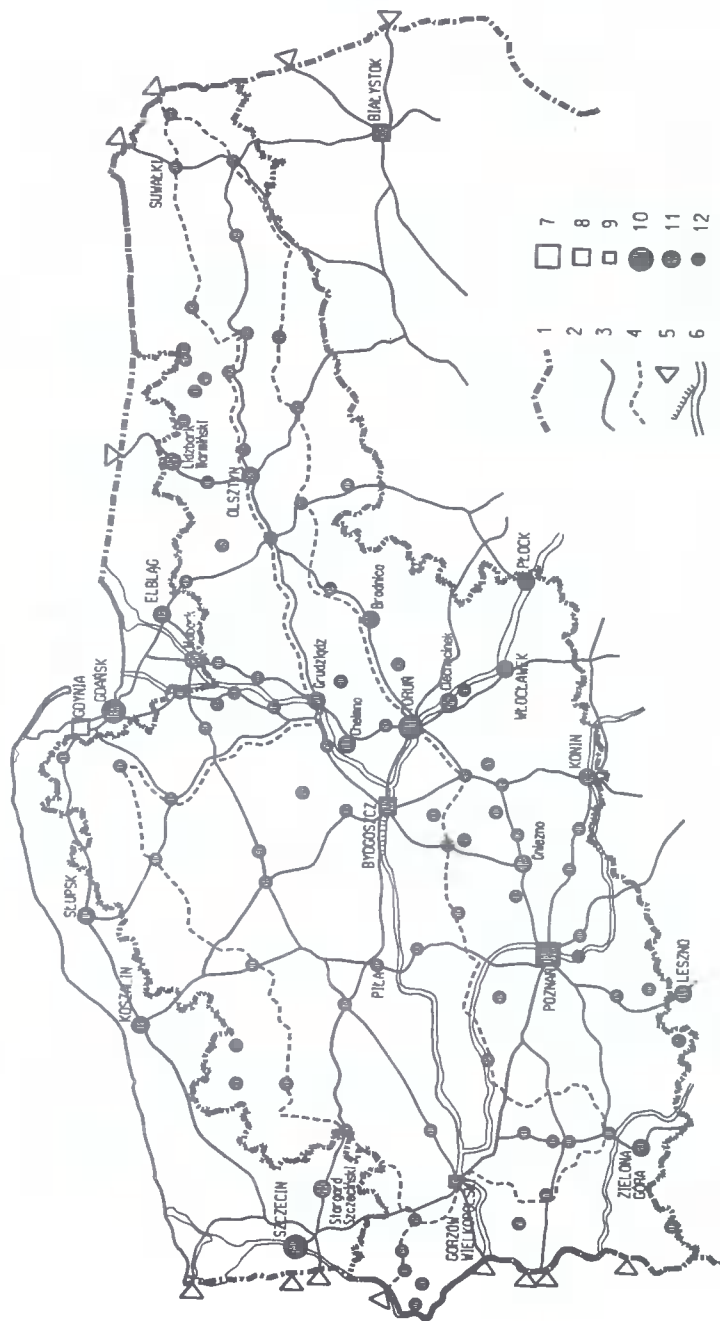 SUWAŁKI
BIAŁYSTOK
Lidzbark
OLSZTYN
ELBLĄG
GDYNIA
GDAŃSK
Grudziądz
Brodnica
PŁOCK
Chełmno
TORUŃ
Ciechocinek
WŁOCŁAWEK
SŁUPSK
BYDGOSZCZ
KONIN
Gniezno
KOSZALIN
PIŁA
POZNAŃ
LESZNO
SZCZECIN
Stargard
Szczeciński
GORZÓW
WIELKOPOLSKI
ZIELONA
GÓRA
1
2
3
4
5
6
7
8
9
10
11
12